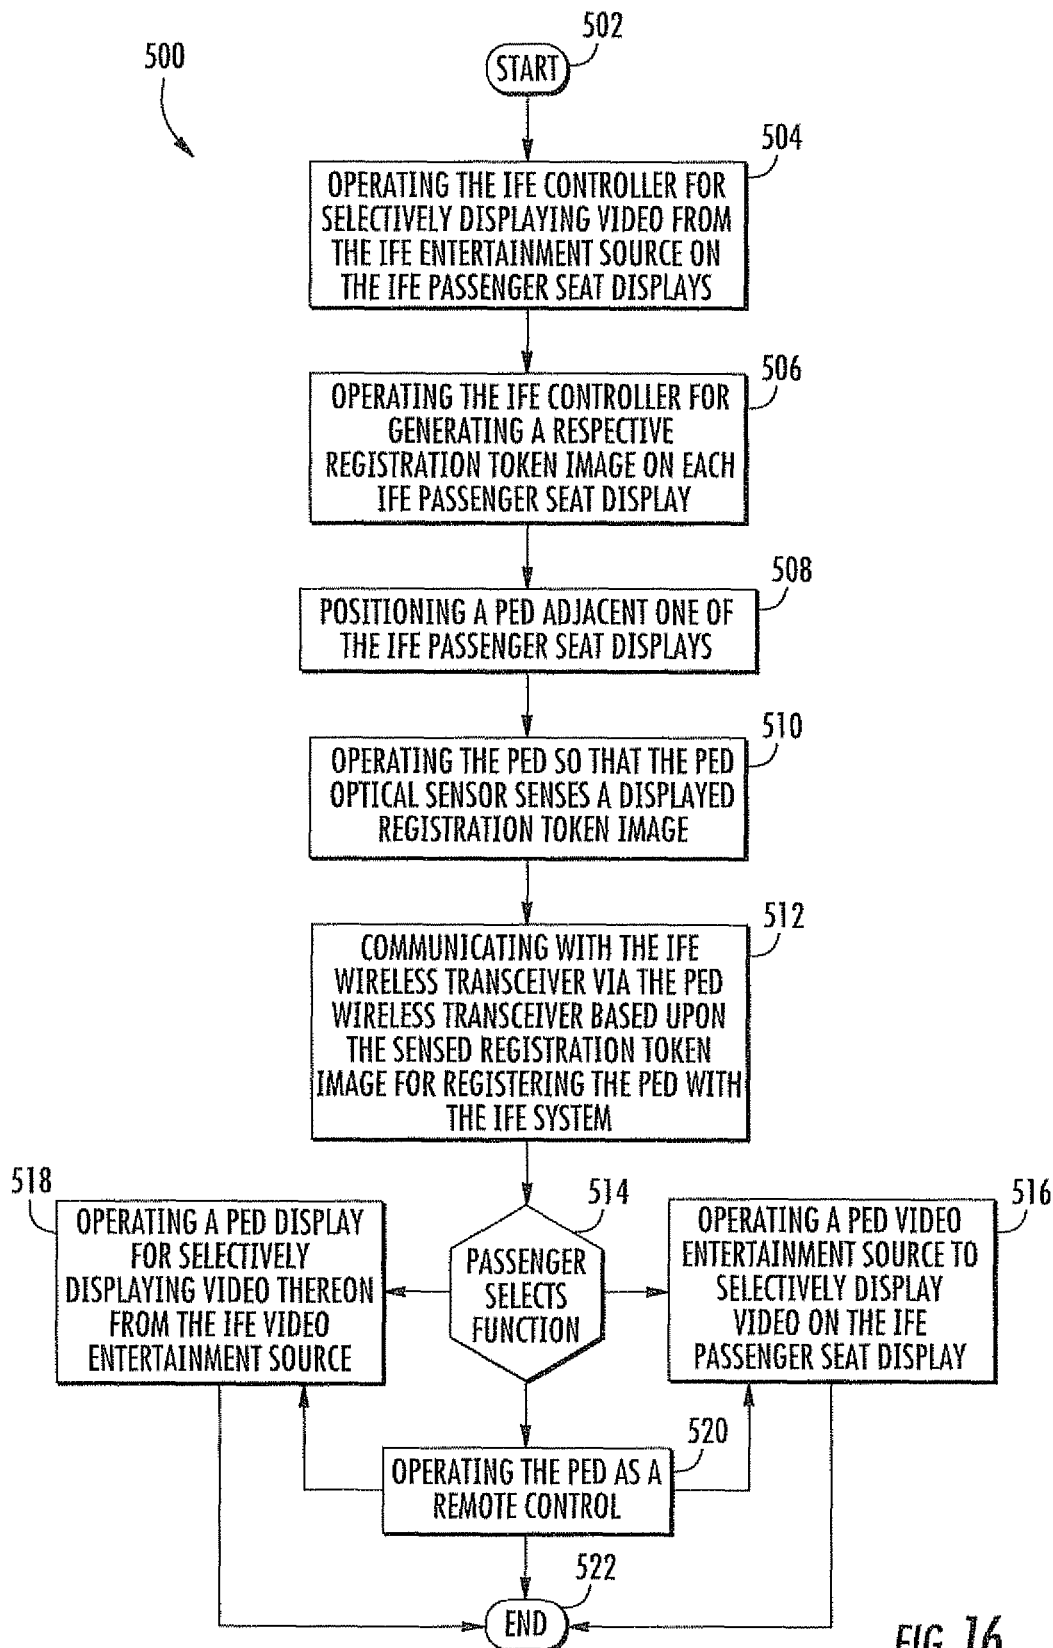 502
500
START
504
OPERATING THE IFE CONTROLLER FOR
SELECTIVELY DISPLAYING VIDEO FROM
THE IFE ENTERTAINMENT SOURCE ON
THE IFE PASSENGER SEAT DISPLAYS
506
OPERATING THE IFE CONTROLLER FOR
GENERATING A RESPECTIVE
REGISTRATION TOKEN IMAGE ON EACH
IFE PASSENGER SEAT DISPLAY
508
POSITIONING A PED ADJACENT ONE OF
THE IFE PASSENGER SEAT DISPLAYS
510
OPERATING THE PED SO THAT THE PED
OPTICAL SENSOR SENSES A DISPLAYED
REGISTRATION TOKEN IMAGE
512
COMMUNICATING WITH THE IFE
WIRELESS TRANSCEIVER VIA THE PED
WIRELESS TRANSCEIVER BASED UPON
THE SENSED REGISTRATION TOKEN
IMAGE FOR REGISTERING THE PED WITH
THE IFE SYSTEM
518
OPERATING A PED DISPLAY
FOR SELECTIVELY
DISPLAYING VIDEO THEREON
FROM THE IFE VIDEO
ENTERTAINMENT SOURCE
514
PASSENGER
SELECTS
FUNCTION
516
OPERATING A PED VIDEO
ENTERTAINMENT SOURCE TO
SELECTIVELY DISPLAY
VIDEO ON THE IFE
PASSENGER SEAT DISPLAY
520
OPERATING THE PED AS A
REMOTE CONTROL
522
END
FIG. 16